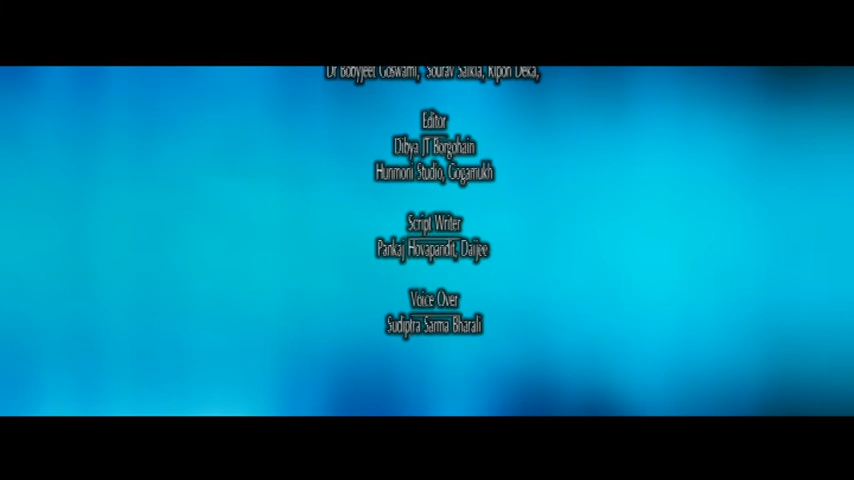 Dr Bobyjeet Goswami, Sourav Saikia, Ripon Deka,
Editor
Dibya JT Borgohain
Hunmoni Studio, Gogamukh
Script Writer
Pankaj Hovapandit, Daijee
Voice Over
Sudipta Sarma Bharali